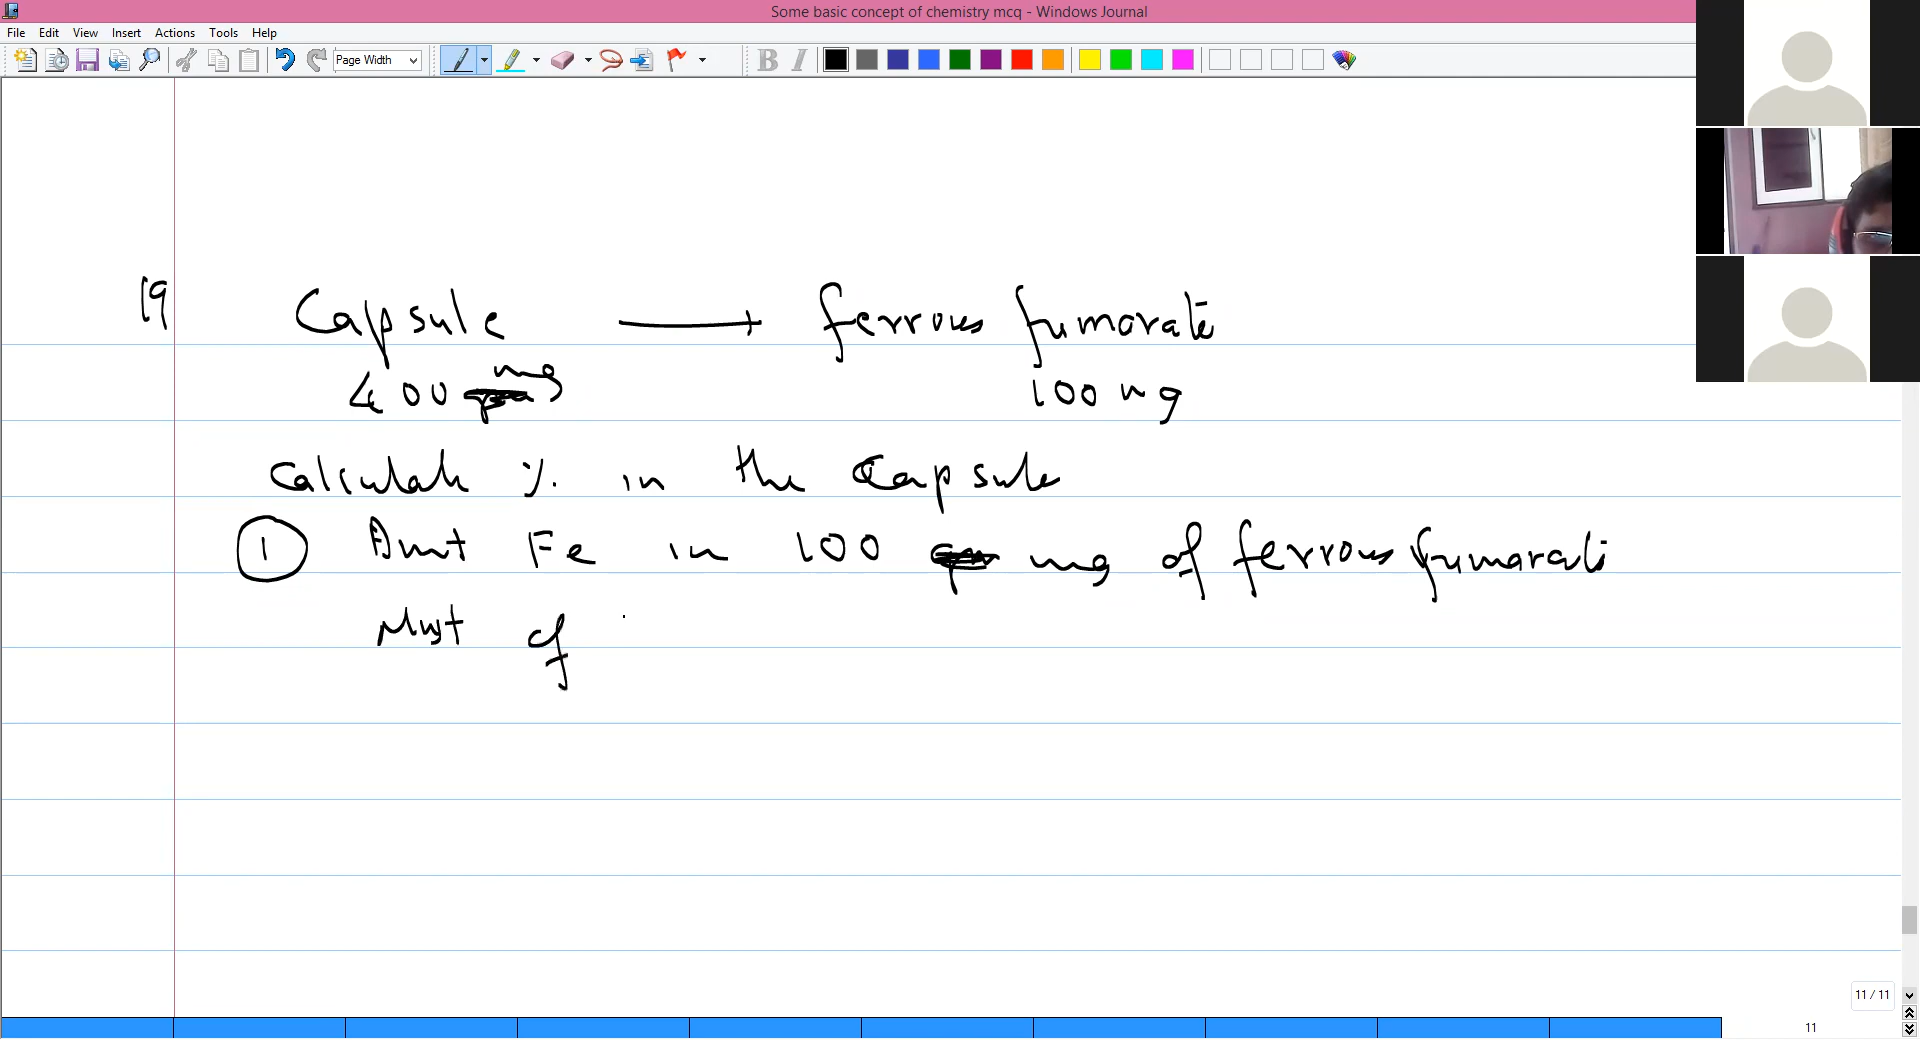 Some basic concept of chemistry mcq - Windows Journal
File Edit View Insert Actions Tools Help
Page Width
B I
19 Capsule ⟶ ferrous fumorate
400 mg 100 mg
Calculate % in the Capsule
① Amt Fe in 100 mg of ferrous fumarate
Mwt of
11 / 11
11